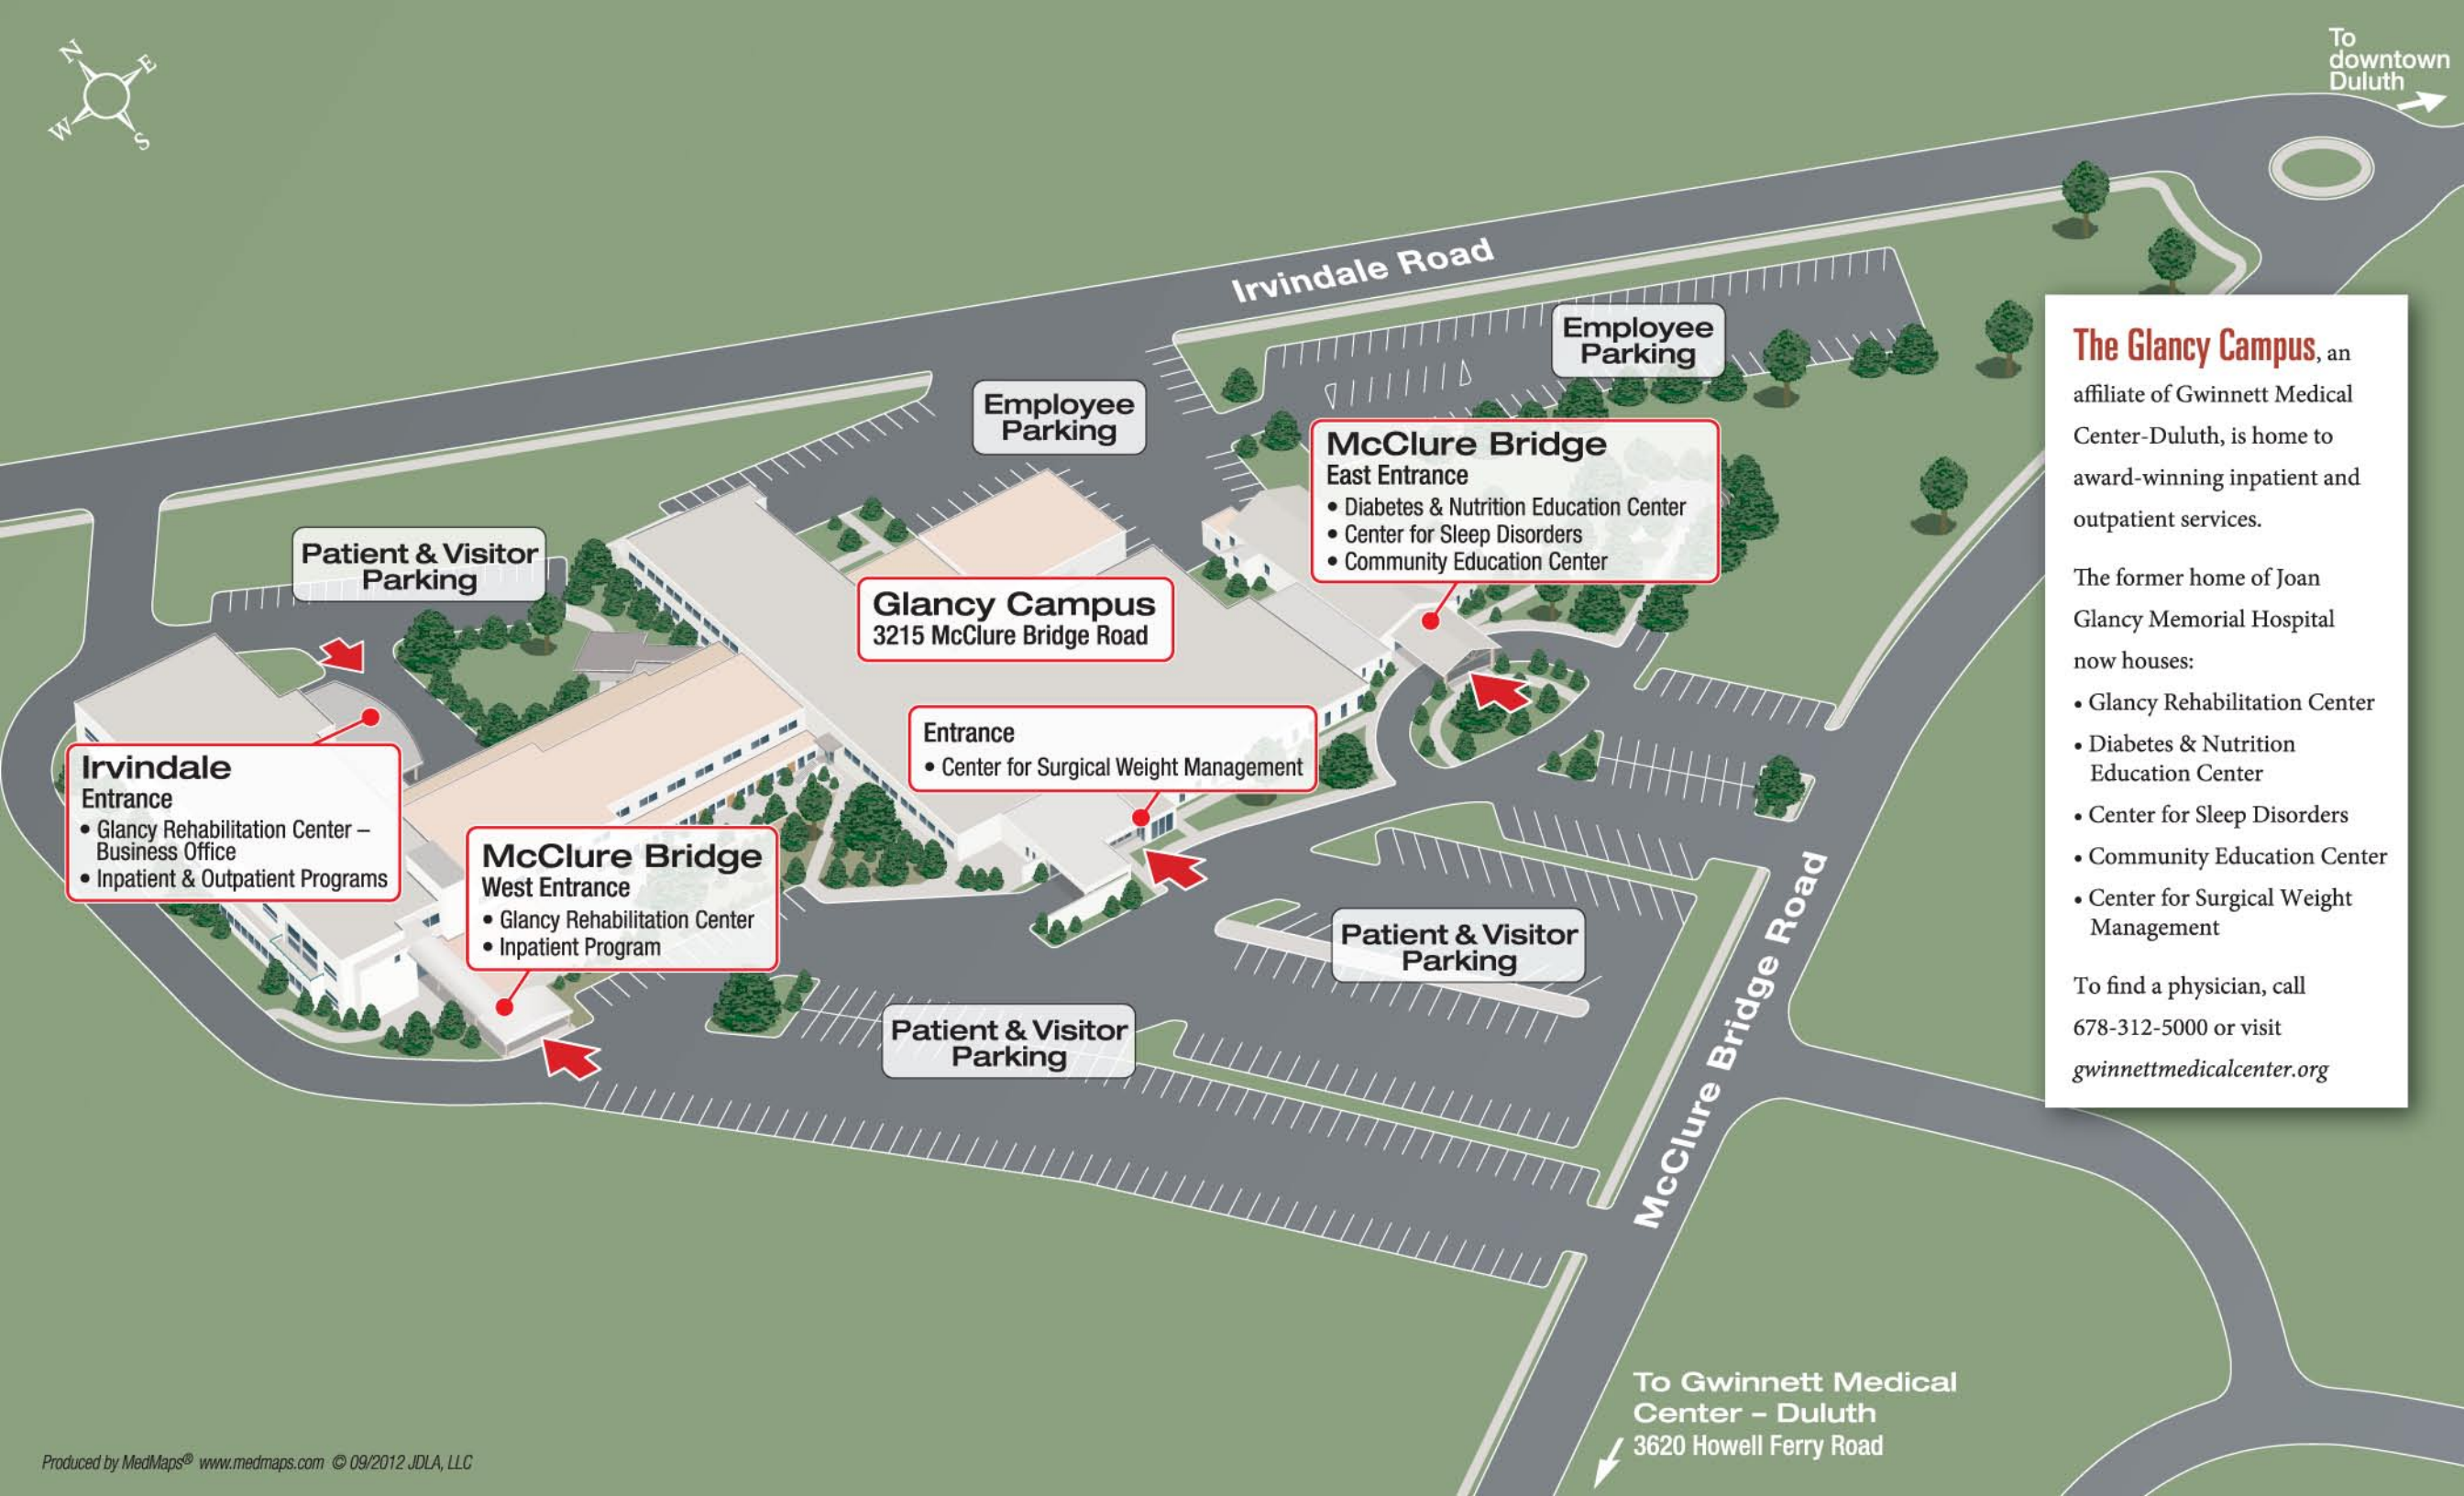 N
E
W
S
To
downtown
Duluth
Irvindale Road
Employee
Parking
Employee
Parking
McClure Bridge
East Entrance
• Diabetes & Nutrition Education Center
• Center for Sleep Disorders
• Community Education Center
Patient & Visitor
Parking
Glancy Campus
3215 McClure Bridge Road
Entrance
• Center for Surgical Weight Management
Irvindale
Entrance
• Glancy Rehabilitation Center –
Business Office
• Inpatient & Outpatient Programs
McClure Bridge
West Entrance
• Glancy Rehabilitation Center
• Inpatient Program
Patient & Visitor
Parking
Patient & Visitor
Parking
McClure Bridge Road
The Glancy Campus, an
affiliate of Gwinnett Medical
Center-Duluth, is home to
award-winning inpatient and
outpatient services.
The former home of Joan
Glancy Memorial Hospital
now houses:
• Glancy Rehabilitation Center
• Diabetes & Nutrition
Education Center
• Center for Sleep Disorders
• Community Education Center
• Center for Surgical Weight
Management
To find a physician, call
678-312-5000 or visit
gwinnettmedicalcenter.org
To Gwinnett Medical
Center – Duluth
3620 Howell Ferry Road
Produced by MedMaps® www.medmaps.com © 09/2012 JDLA, LLC